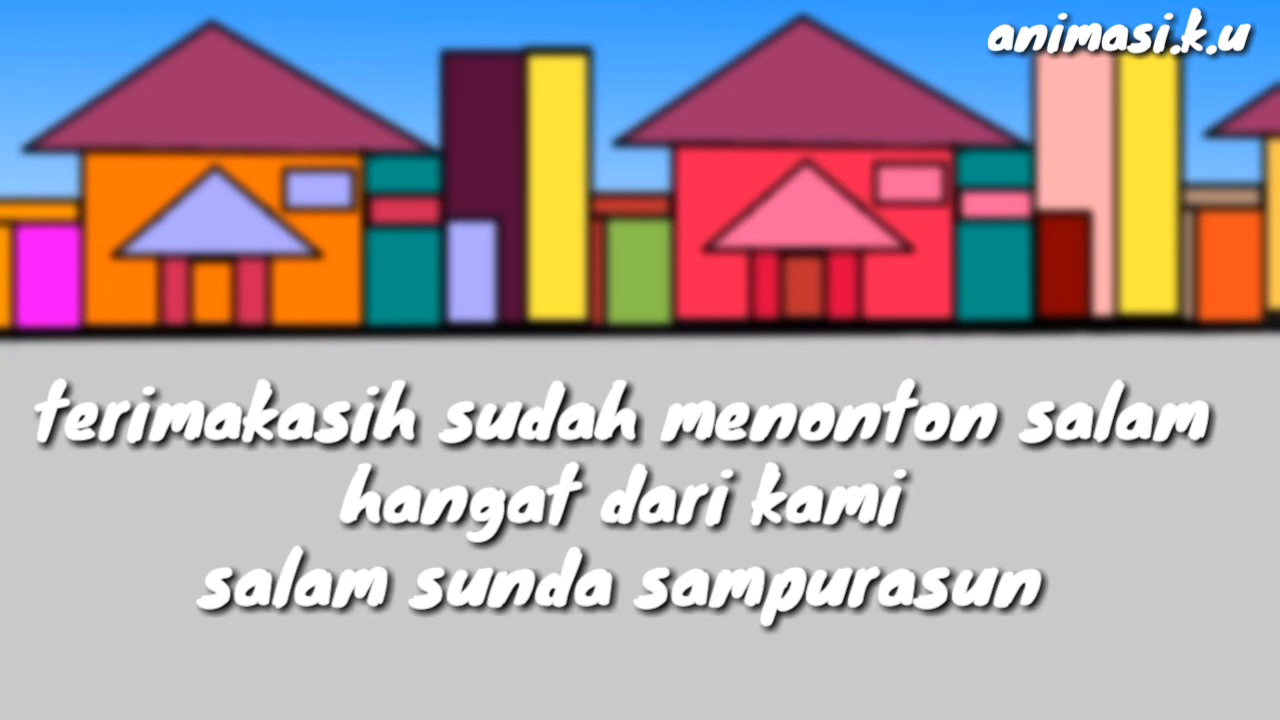 animasi.k.u
terimakasih sudah menonton salam
hangat dari kami
salam sunda sampurasun